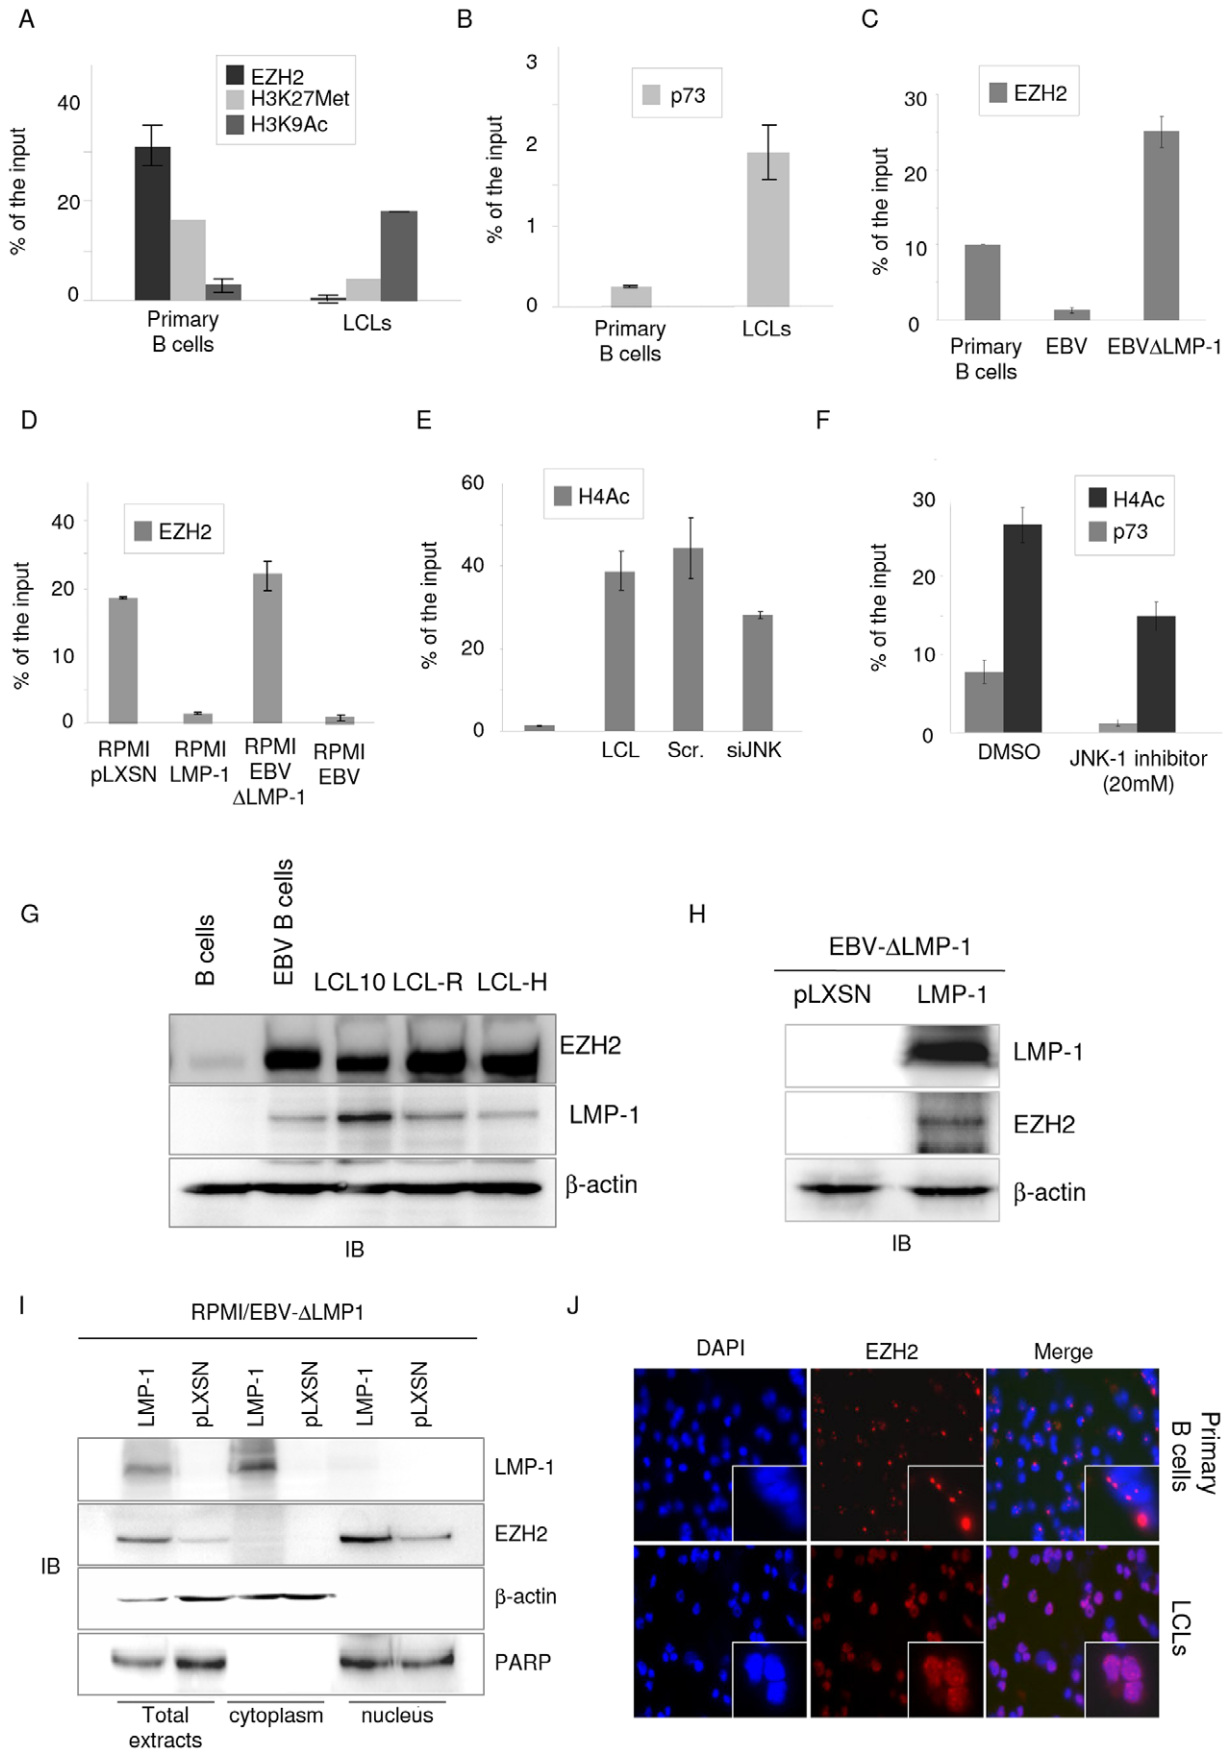 A
EZH2
H3K27Met
H3K9Ac
% of the input
40
20
0
Primary
B cells
LCLs
B
p73
% of the input
3
2
1
0
Primary
B cells
LCLs
C
EZH2
% of the input
30
20
10
0
Primary
B cells
EBV
EBVΔLMP-1
D
EZH2
% of the input
40
20
10
0
RPMI
pLXSN
RPMI
LMP-1
RPMI
EBV
ΔLMP-1
RPMI
EBV
E
H4Ac
% of the input
60
40
20
0
LCL
Scr.
siJNK
F
H4Ac
p73
% of the input
30
20
10
0
DMSO
JNK-1 inhibitor
(20mM)
G
B cells
EBV B cells
LCL10 LCL-R LCL-H
EZH2
LMP-1
β-actin
IB
H
EBV-ΔLMP-1
pLXSN LMP-1
LMP-1
EZH2
β-actin
IB
I
RPMI/EBV-ΔLMP1
LMP-1
pLXSN
LMP-1
pLXSN
LMP-1
pLXSN
LMP-1
EZH2
IB
β-actin
PARP
Total
extracts
cytoplasm
nucleus
J
DAPI
EZH2
Merge
Primary
B cells
LCLs